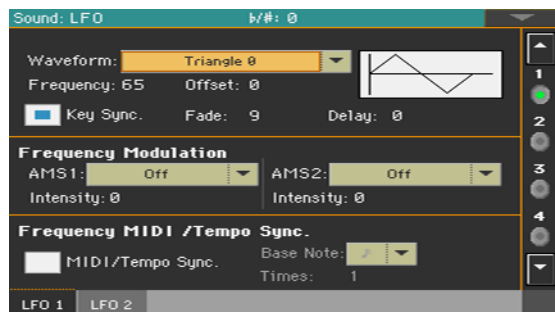 Sound: LFO ♭/#: 0
Waveform: Triangle 0
Frequency: 65 Offset: 0
Key Sync. Fade: 9 Delay: 0
1
2
3
4
Frequency Modulation
AMS1: Off AMS2: Off
Intensity: 0 Intensity: 0
Frequency MIDI /Tempo Sync.
MIDI/Tempo Sync. Base Note: ♪
Times: 1
LFO 1 LFO 2